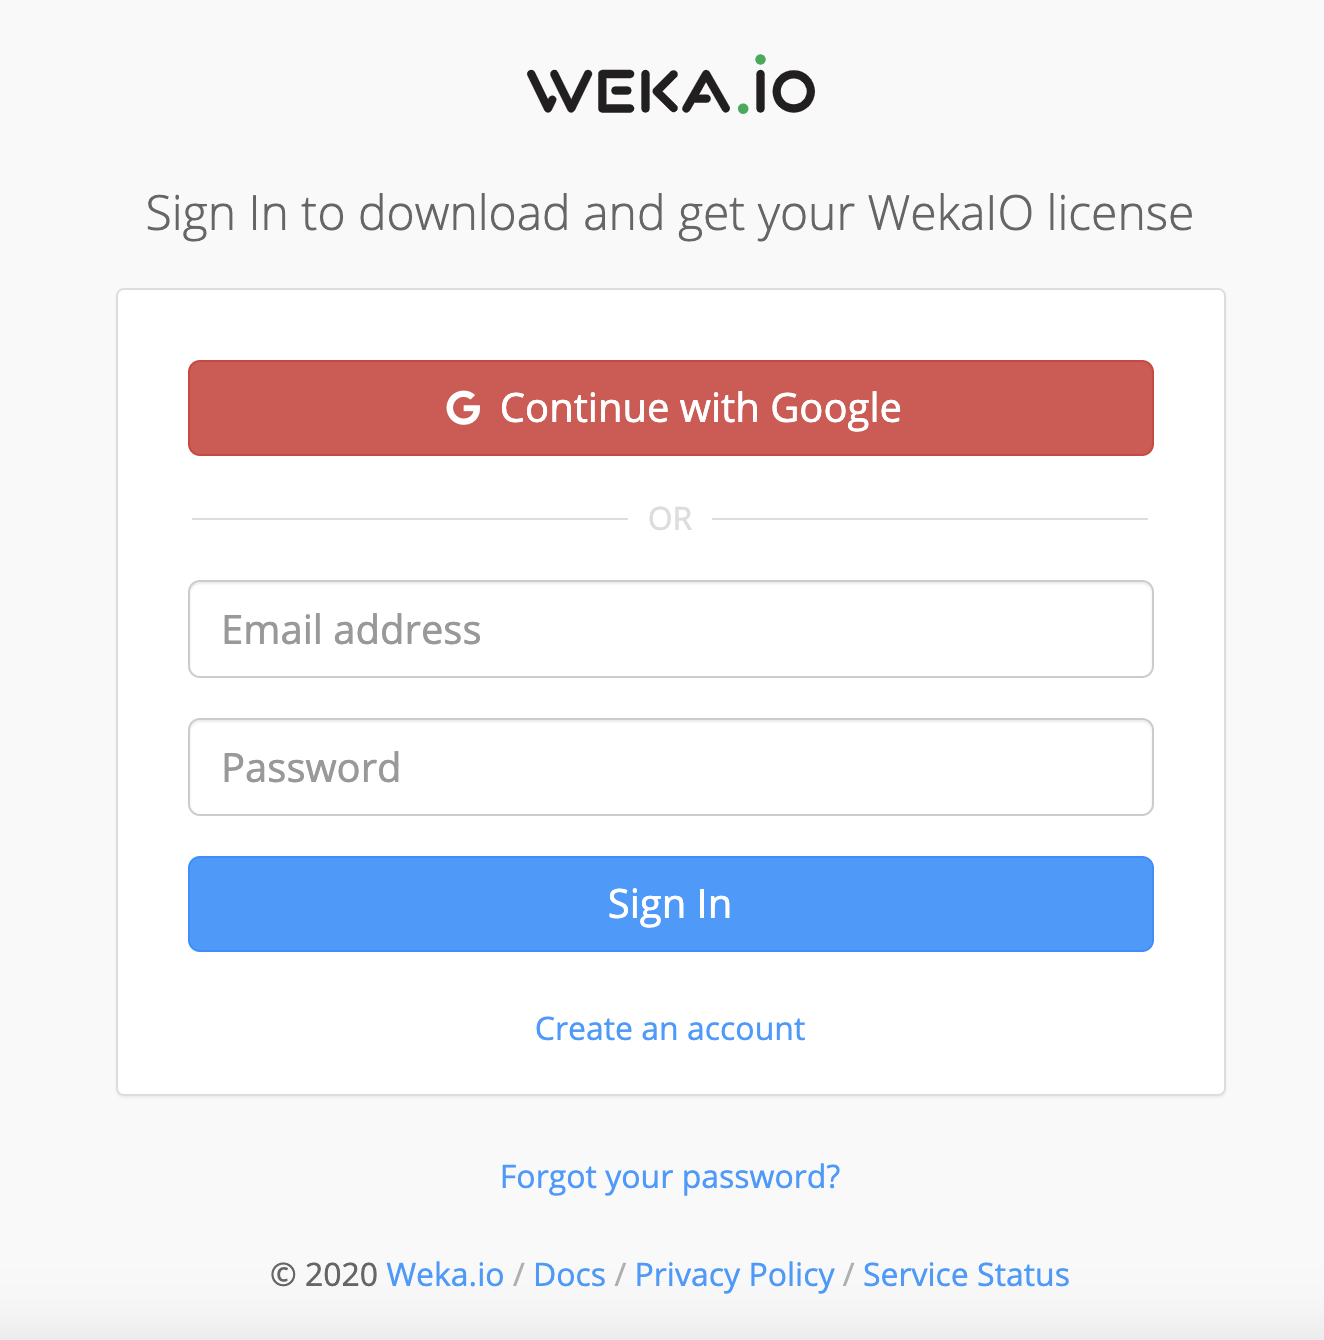 WEKA.iO
Sign In to download and get your WekaIO license
G Continue with Google
OR
Email address
Password
Sign In
Create an account
Forgot your password?
© 2020 Weka.io / Docs / Privacy Policy / Service Status